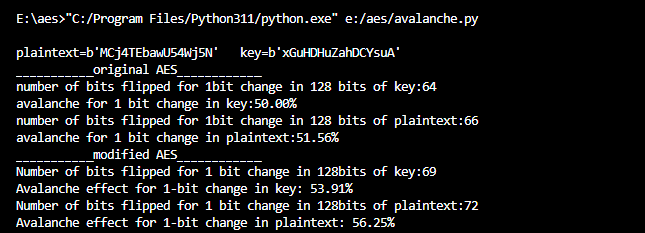 E:\aes>"C:/Program Files/Python311/python.exe" e:/aes/avalanche.py
plaintext=b'MCj4TEbawU54Wj5N'   key=b'xGuHDHuZahDCYsuA'
___________original AES____________
number of bits flipped for 1bit change in 128 bits of key:64
avalanche for 1 bit change in key:50.00%
number of bits flipped for 1bit change in 128 bits of plaintext:66
avalanche for 1 bit change in plaintext:51.56%
___________modified AES____________
Number of bits flipped for 1 bit change in 128bits of key:69
Avalanche effect for 1-bit change in key: 53.91%
Number of bits flipped for 1 bit change in 128bits of plaintext:72
Avalanche effect for 1-bit change in plaintext: 56.25%